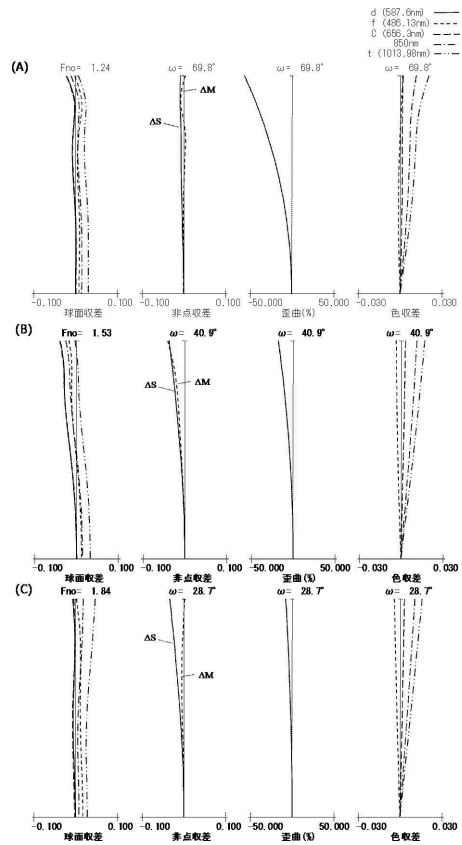 d (587.6nm)
f (486.13nm)
C (656.3nm)
850nm
t (1013.98nm)
(A)
Fno= 1.24 ω= 69.8° ω= 69.8° ω= 69.8°
ΔM
ΔS
-0.100 0.100 -0.100 0.100 -50.000 50.000 -0.030 0.030
球面収差 非点収差 歪曲(%) 色収差
(B)
Fno= 1.53 ω= 40.9° ω= 40.9° ω= 40.9°
ΔS ΔM
-0.100 0.100 -0.100 0.100 -50.000 50.000 -0.030 0.030
球面収差 非点収差 歪曲(%) 色収差
(C)
Fno= 1.84 ω= 28.7° ω= 28.7° ω= 28.7°
ΔS
ΔM
-0.100 0.100 -0.100 0.100 -50.000 50.000 -0.030 0.030
球面収差 非点収差 歪曲(%) 色収差